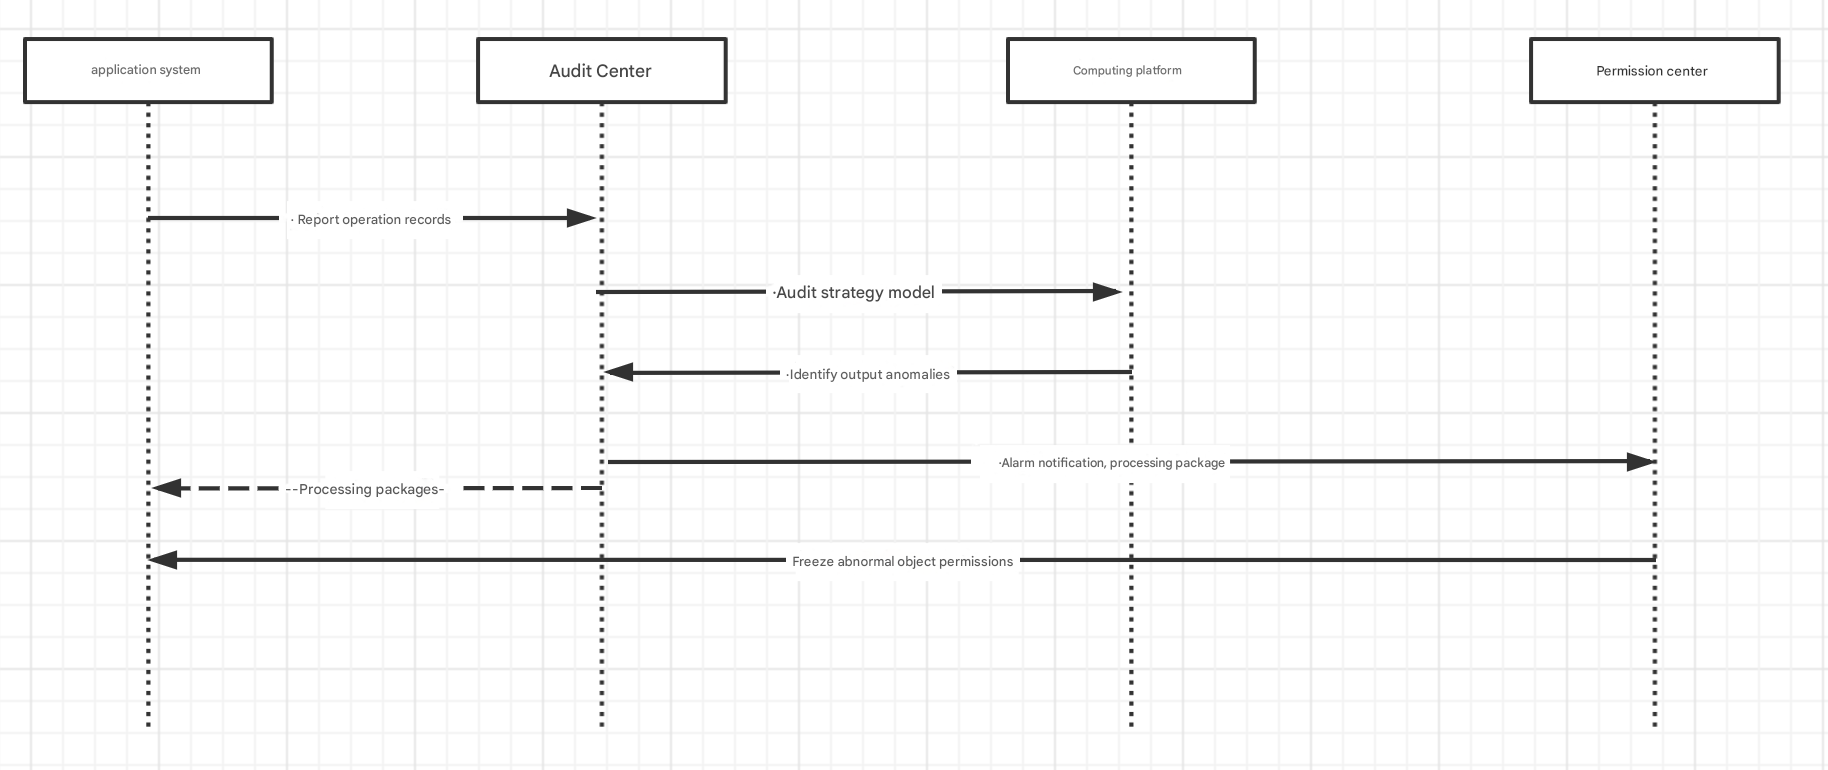 application system
Audit Center
Computing platform
Permission center
· Report operation records
·Audit strategy model
·Identify output anomalies
·Alarm notification, processing package
--Processing packages-
Freeze abnormal object permissions